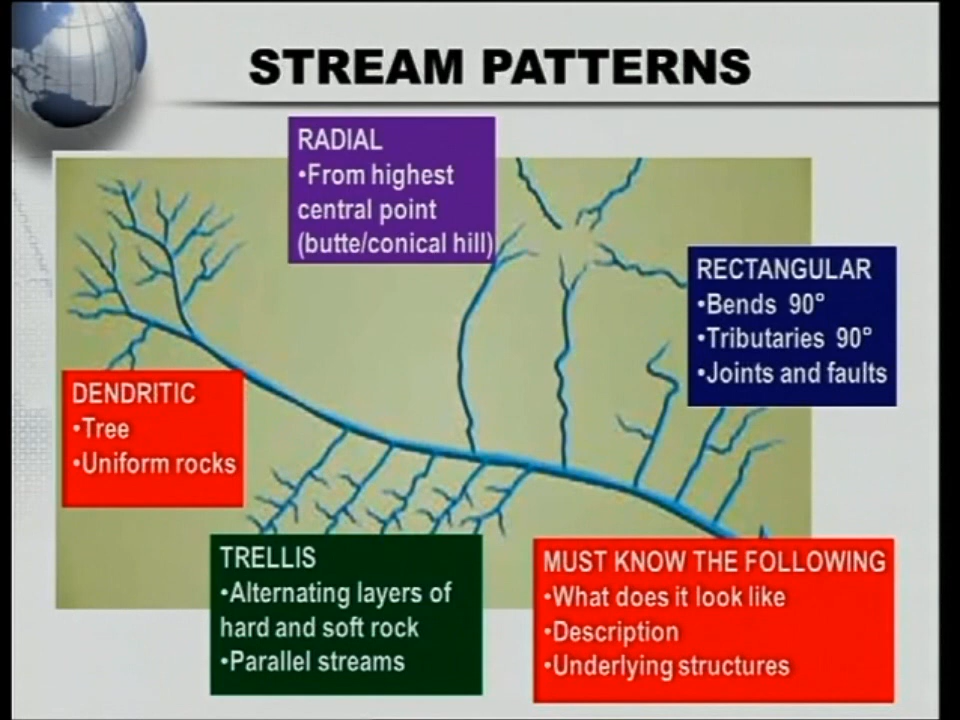 STREAM PATTERNS
RADIAL
•From highest
central point
(butte/conical hill)
RECTANGULAR
•Bends 90°
•Tributaries 90°
•Joints and faults
DENDRITIC
•Tree
•Uniform rocks
TRELLIS
•Alternating layers of
hard and soft rock
•Parallel streams
MUST KNOW THE FOLLOWING
•What does it look like
•Description
•Underlying structures